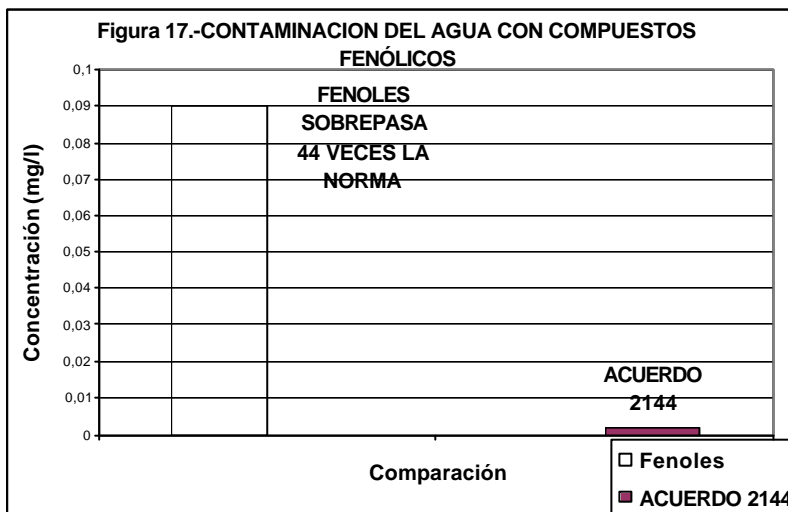 Figura 17.-CONTAMINACION DEL AGUA CON COMPUESTOS
FENÓLICOS
Concentración (mg/l)
0,1
0,09
0,08
0,07
0,06
0,05
0,04
0,03
0,02
0,01
0
FENOLES
SOBREPASA
44 VECES LA
NORMA
ACUERDO
2144
Comparación
Fenoles
ACUERDO 2144